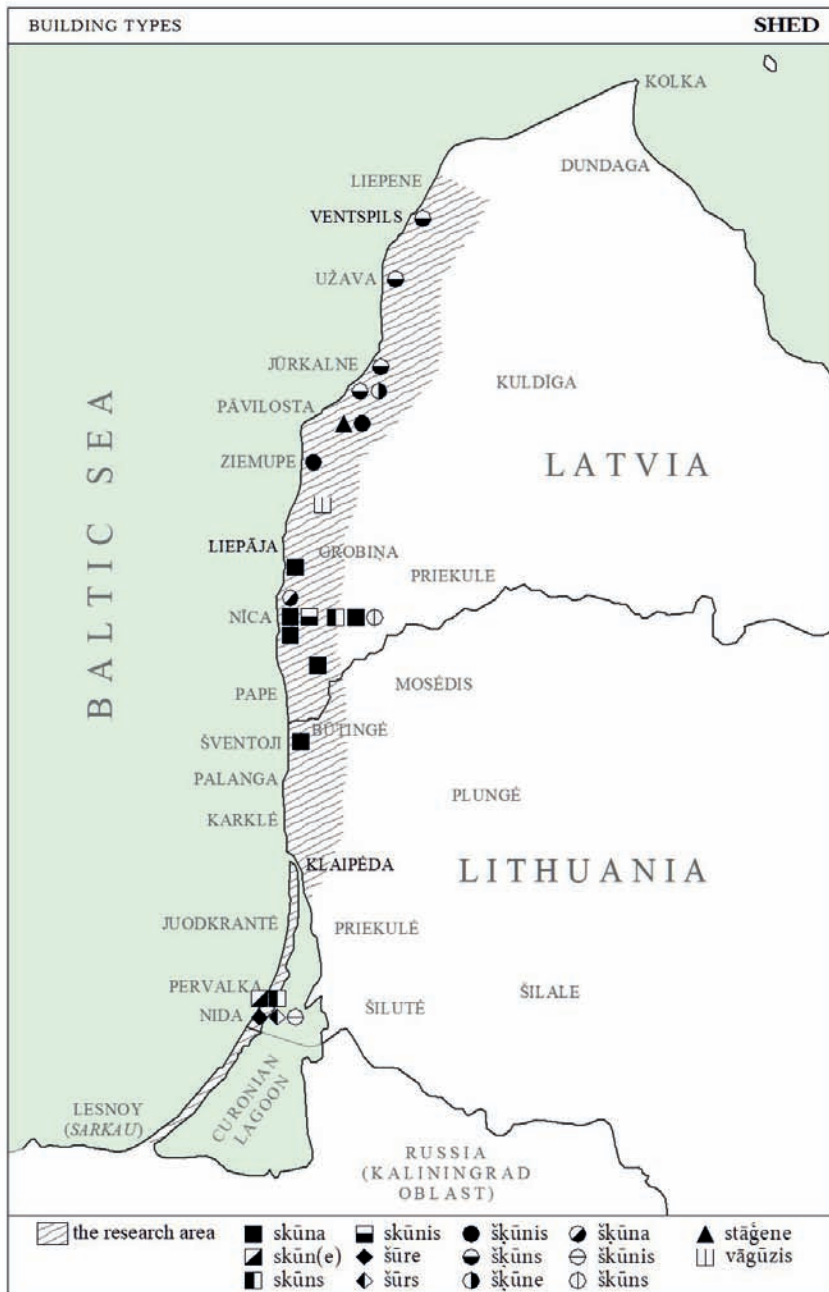 BUILDING TYPES SHED
KOLKA
DUNDAGA
LIEPENE
VENTSPILS
UŽAVA
JŪRKALNE
KULDĪGA
PĀVILOSTA
ZIEMUPE
LATVIA
BALTIC SEA
LIEPĀJA
GROBIŅA
PRIEKULE
NĪCA
MOSĖDIS
PAPE
BŪTINGĖ
ŠVENTOJI
PALANGA
PLUNGĖ
KARKLĖ
KLAIPĖDA
LITHUANIA
JUODKRANTĖ
PRIEKULĖ
PERVALKA
ŠILALE
NIDA
ŠILUTĖ
CURONIAN
LAGOON
LESNOY
(SARKAU)
RUSSIA
(KALININGRAD
OBLAST)
the research area skūna skūnis šķūnis šķūna stāģene
skūn(e) šūre šķūns škūnis vāgūzis
skūns šūrs šķūne škūns